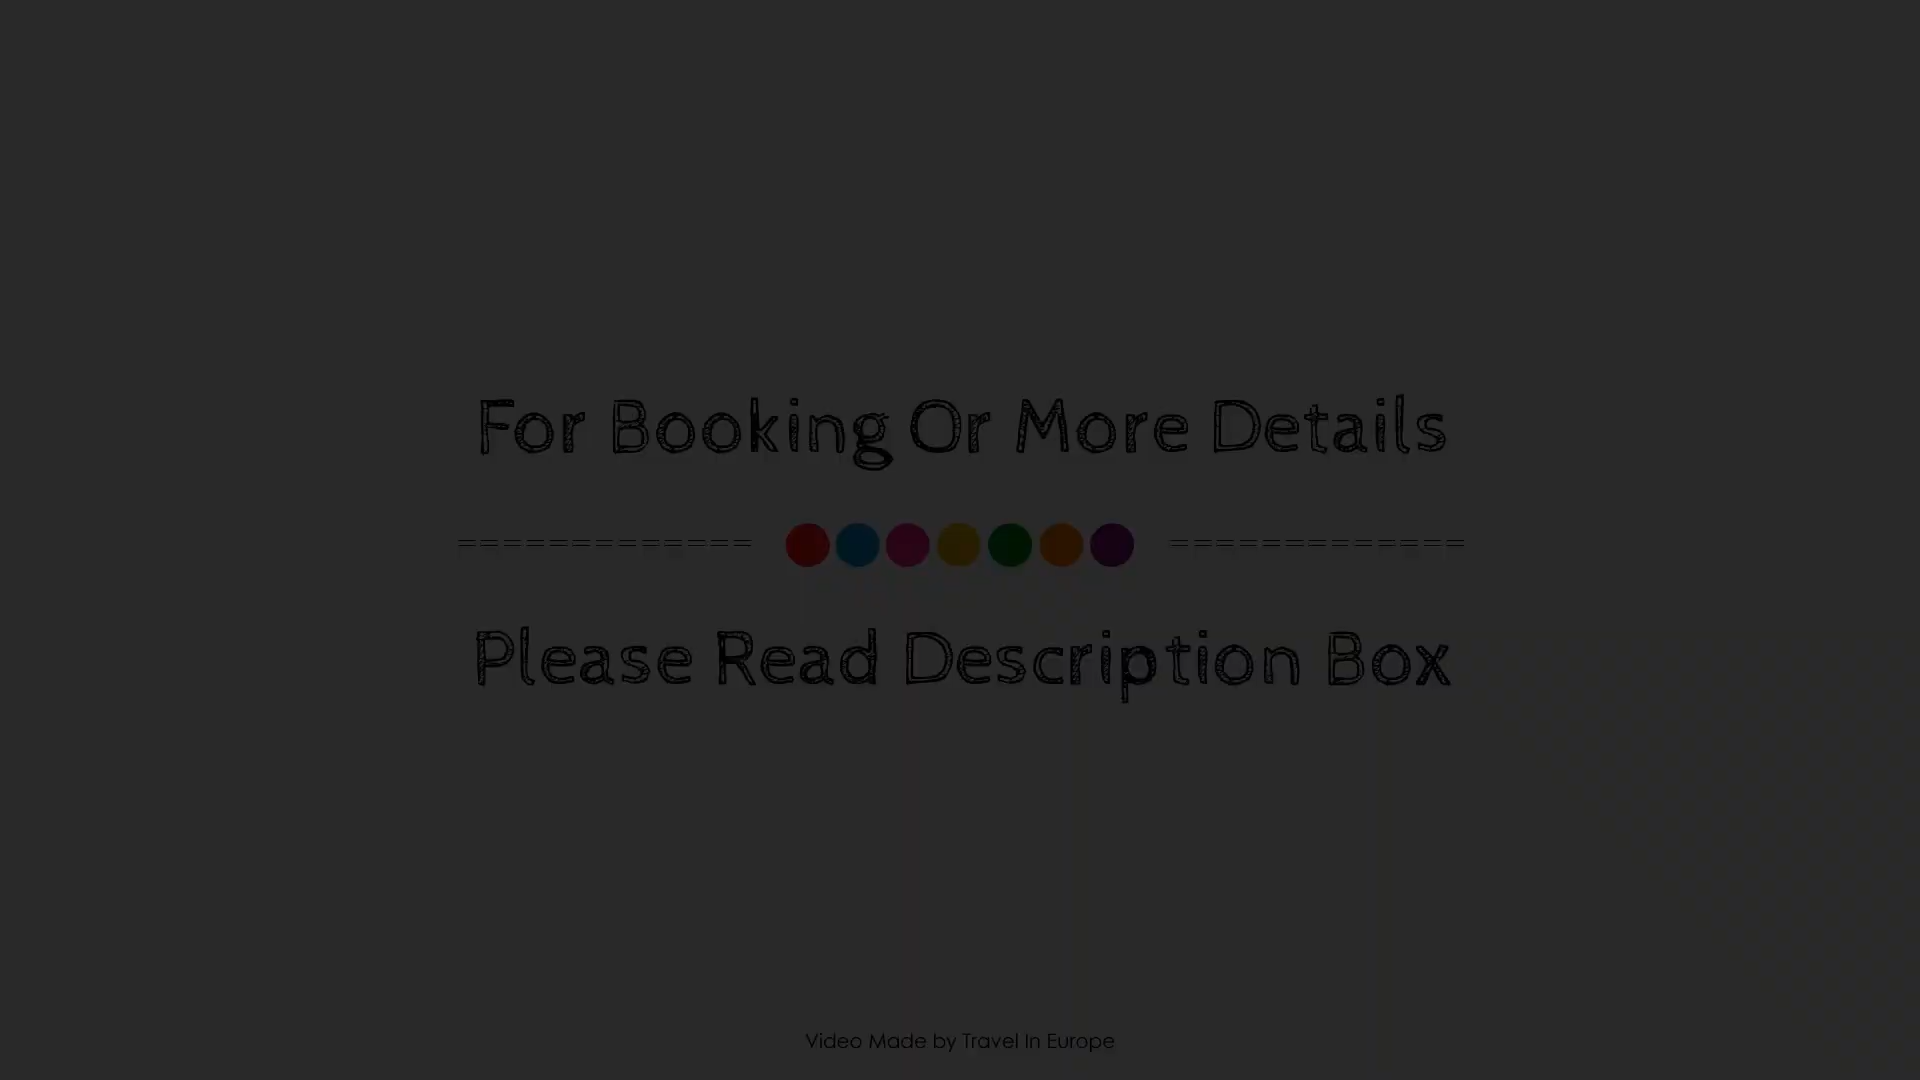 For Booking Or More Details
============= =============
Please Read Description Box
Video Made by Travel In Europe